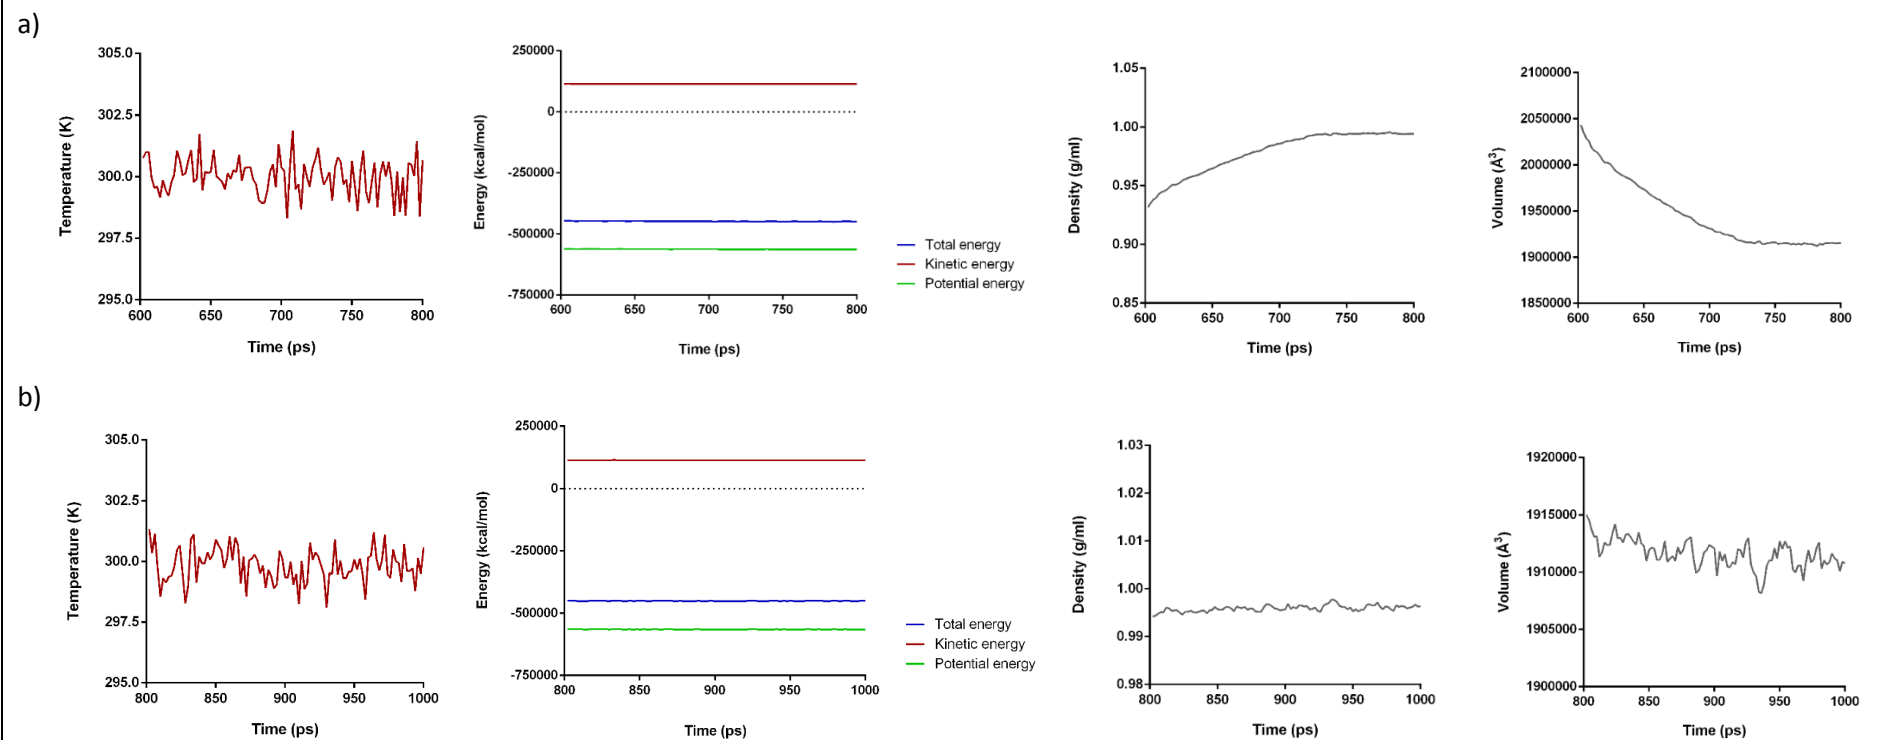 a)
305.0
302.5
300.0
297.5
295.0
Temperature (K)
600 650 700 750 800
Time (ps)
250000
0
-250000
-500000
-750000
Energy (kcal/mol)
600 650 700 750 800
Time (ps)
Total energy
Kinetic energy
Potential energy
1.05
1.00
0.95
0.90
0.85
Density (g/ml)
600 650 700 750 800
Time (ps)
2100000
2050000
2000000
1950000
1900000
1850000
Volume (Å³)
600 650 700 750 800
Time (ps)
b)
305.0
302.5
300.0
297.5
295.0
Temperature (K)
800 850 900 950 1000
Time (ps)
250000
0
-250000
-500000
-750000
Energy (kcal/mol)
800 850 900 950 1000
Time (ps)
Total energy
Kinetic energy
Potential energy
1.03
1.02
1.01
1.00
0.99
0.98
Density (g/ml)
800 850 900 950 1000
Time (ps)
1920000
1915000
1910000
1905000
1900000
Volume (Å³)
800 850 900 950 1000
Time (ps)